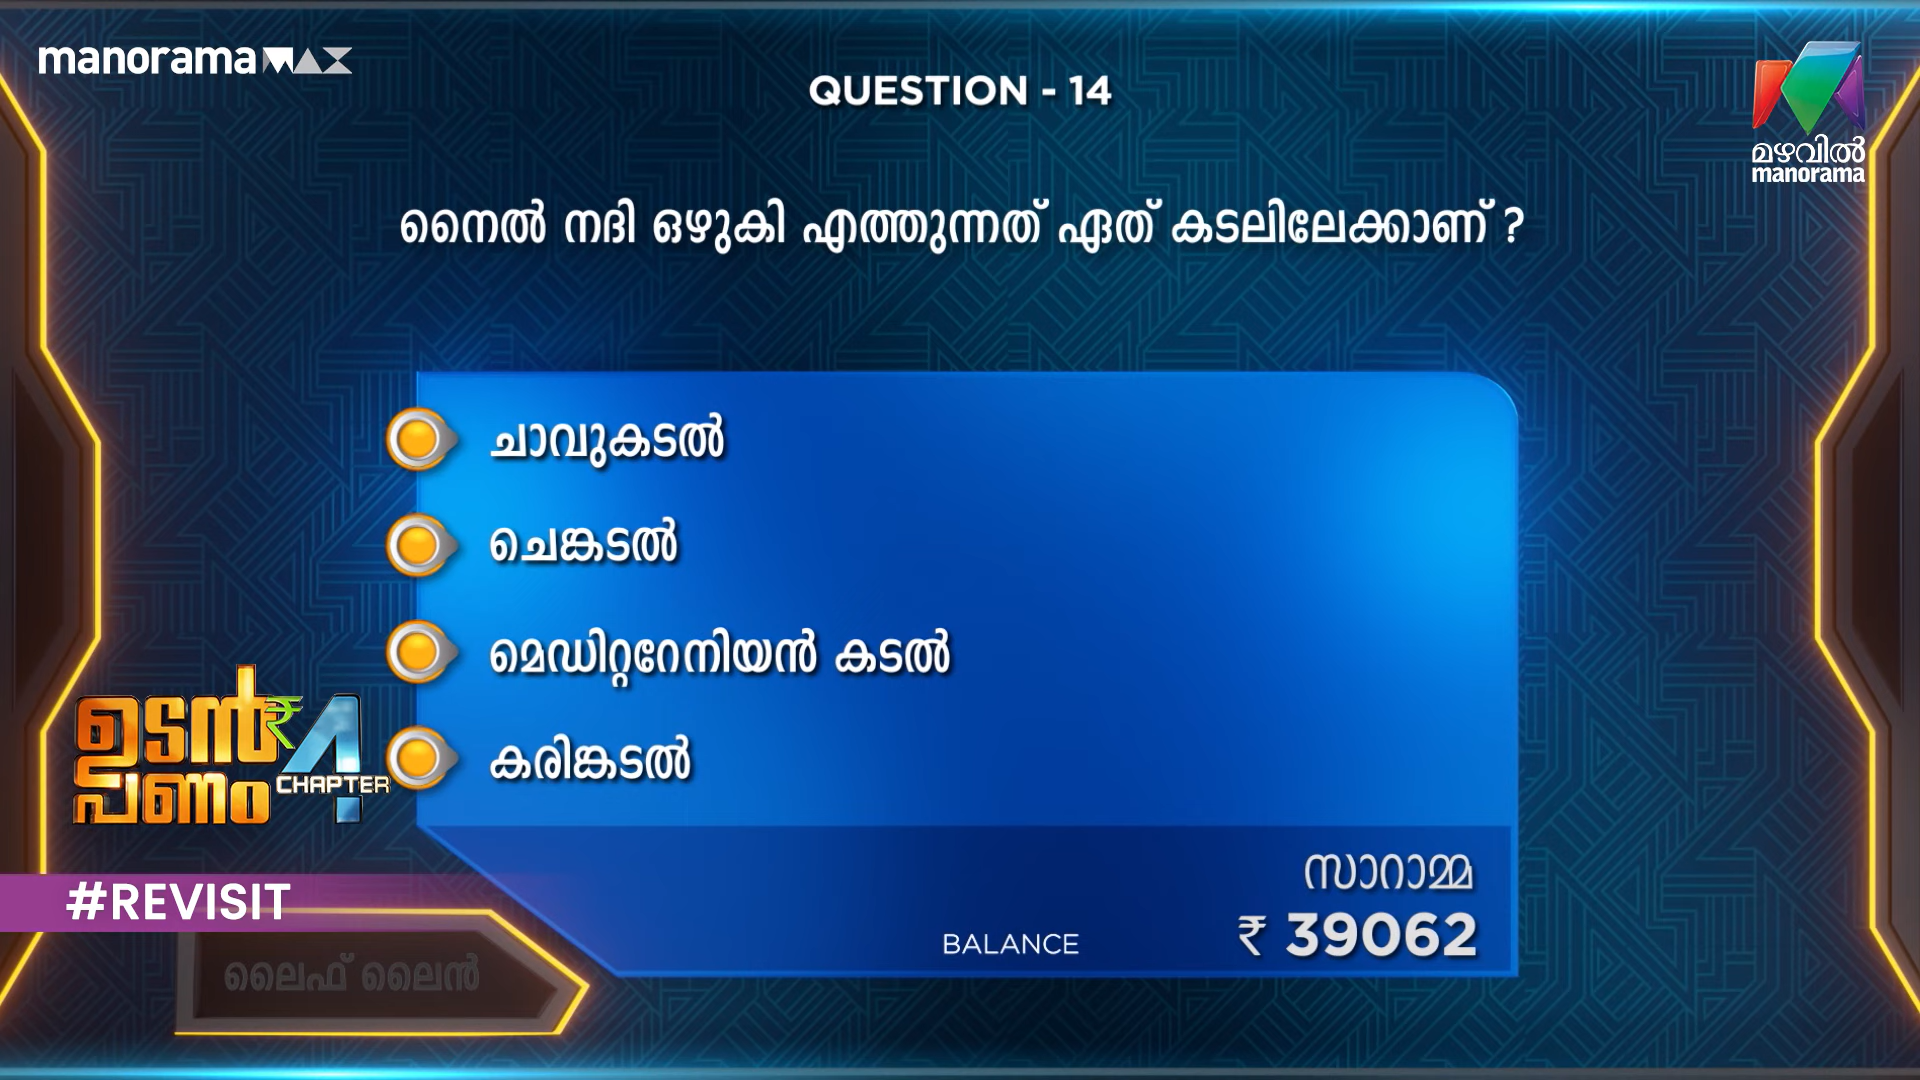 manorama MAX
QUESTION - 14
മഴവിൽ
manorama
നൈൽ നദി ഒഴുകി എത്തുന്നത് ഏത് കടലിലേക്കാണ് ?
ചാവുകടൽ
ചെങ്കടൽ
മെഡിറ്ററേനിയൻ കടൽ
കരിങ്കടൽ
ഉടൻ ₹
പണം
4
CHAPTER
സാറാമ്മ
BALANCE ₹ 39062
#REVISIT
ലൈഫ് ലൈൻ